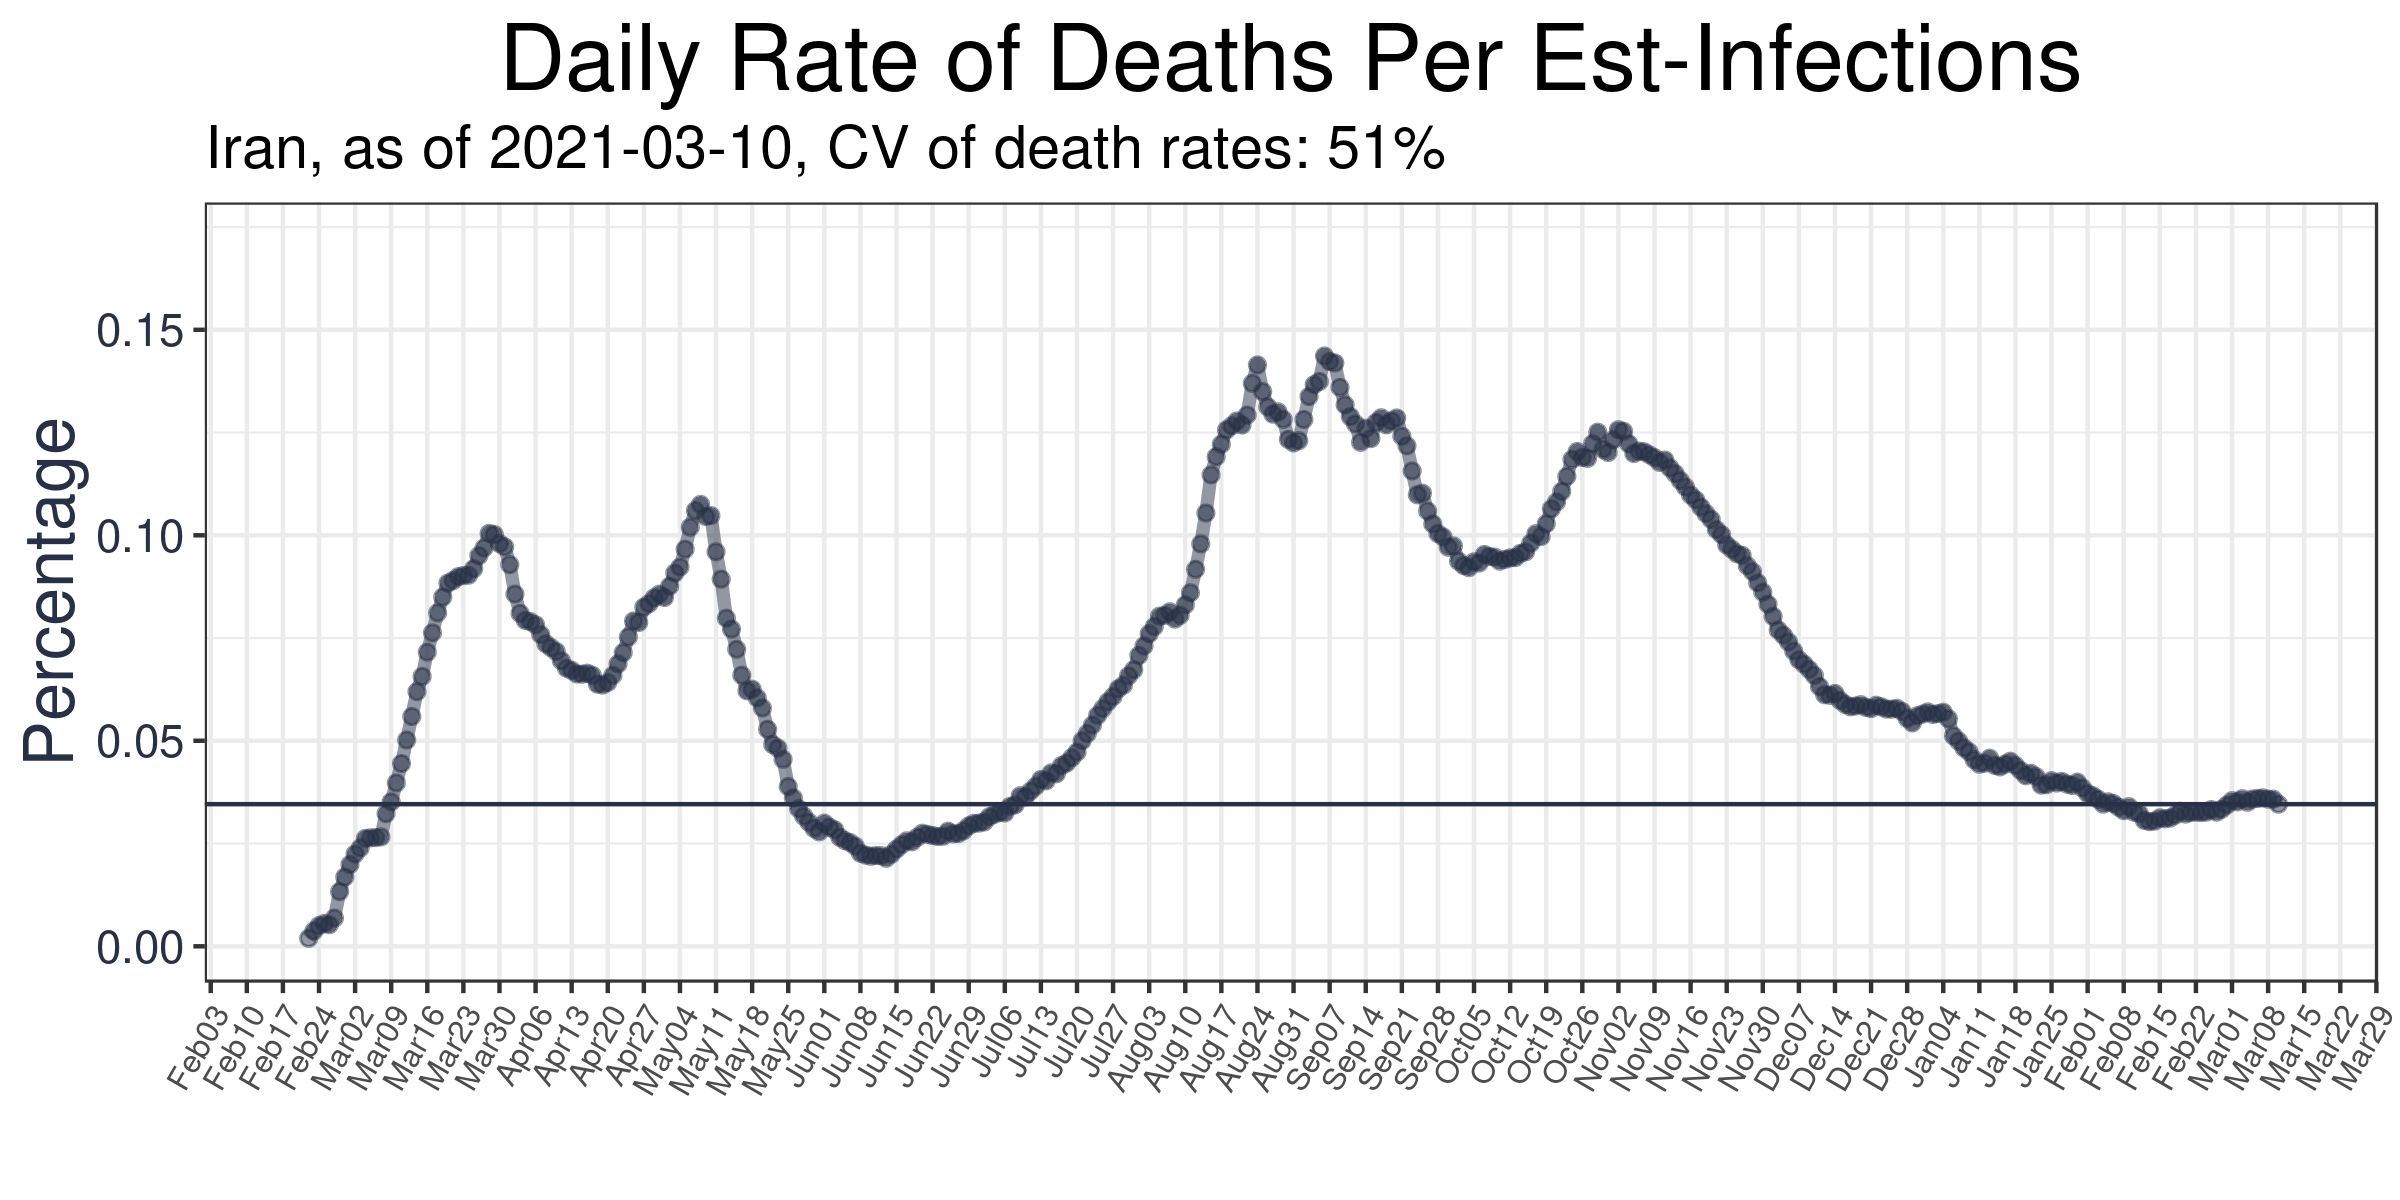 Daily Rate of Deaths Per Est-Infections
Iran, as of 2021-03-10, CV of death rates: 51%
Percentage
0.15
0.10
0.05
0.00
Feb03
Feb10
Feb17
Feb24
Mar02
Mar09
Mar16
Mar23
Mar30
Apr06
Apr13
Apr20
Apr27
May04
May11
May18
May25
Jun01
Jun08
Jun15
Jun22
Jun29
Jul06
Jul13
Jul20
Jul27
Aug03
Aug10
Aug17
Aug24
Aug31
Sep07
Sep14
Sep21
Sep28
Oct05
Oct12
Oct19
Oct26
Nov02
Nov09
Nov16
Nov23
Nov30
Dec07
Dec14
Dec21
Dec28
Dec04
Jan11
Jan18
Jan25
Feb01
Feb08
Feb15
Feb22
Mar01
Mar08
Mar15
Mar22
Mar29